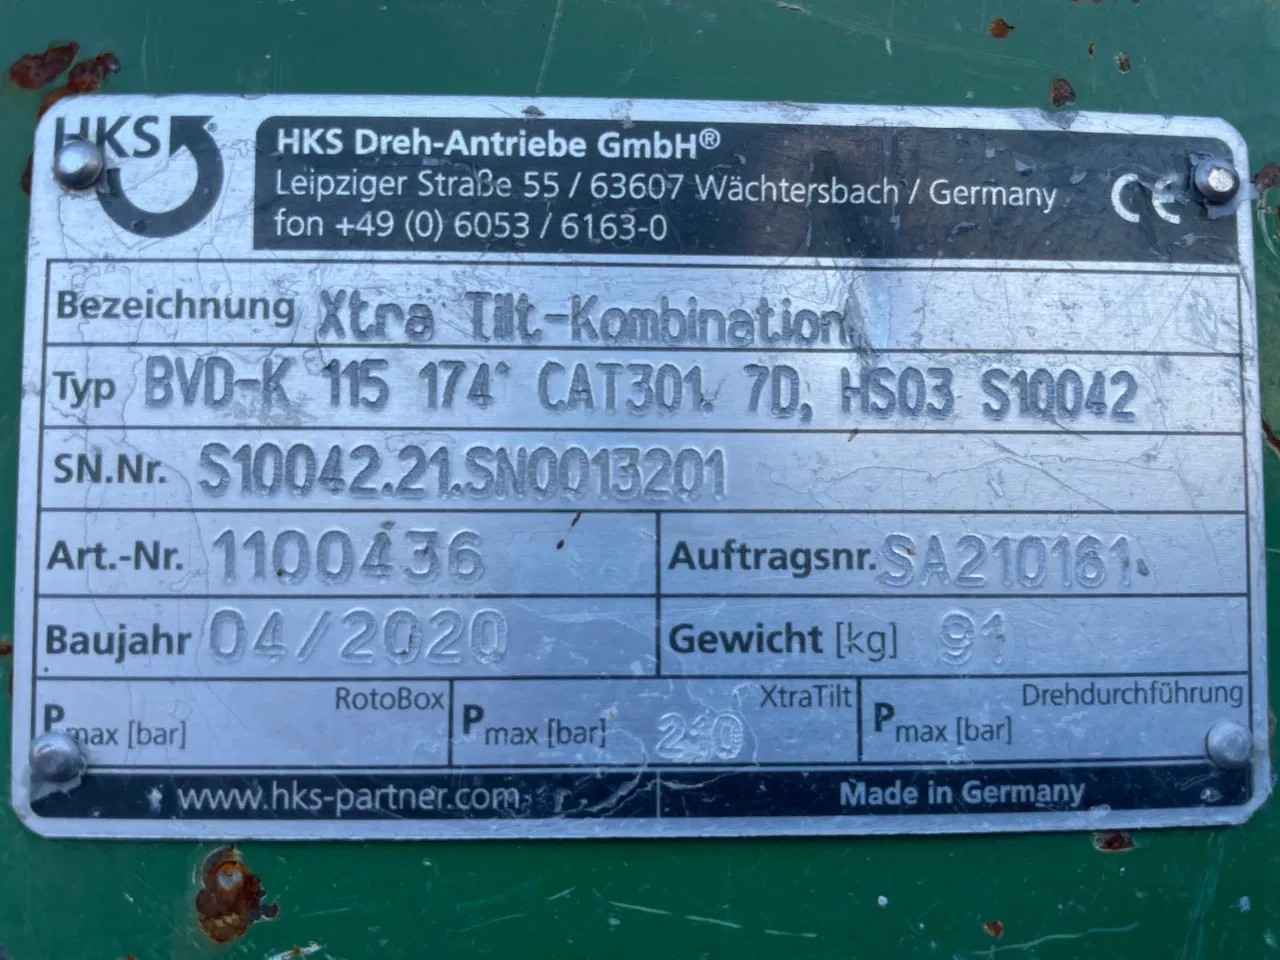 HKS
HKS Dreh-Antriebe GmbH®
Leipziger Straße 55 / 63607 Wächtersbach / Germany
fon +49 (0) 6053 / 6163-0
CE
Bezeichnung Xtra Tilt-Kombination
Typ BVD-K 115 174° CAT301. 7D, HS03 S10042
SN.Nr. S10042.21.SN0013201
Art.-Nr. 1100436 Auftragsnr. SA210161
Baujahr 04/2020 Gewicht [kg] 91
RotoBox XtraTilt Drehdurchführung
Pmax [bar] Pmax [bar] 210 Pmax [bar]
www.hks-partner.com Made in Germany